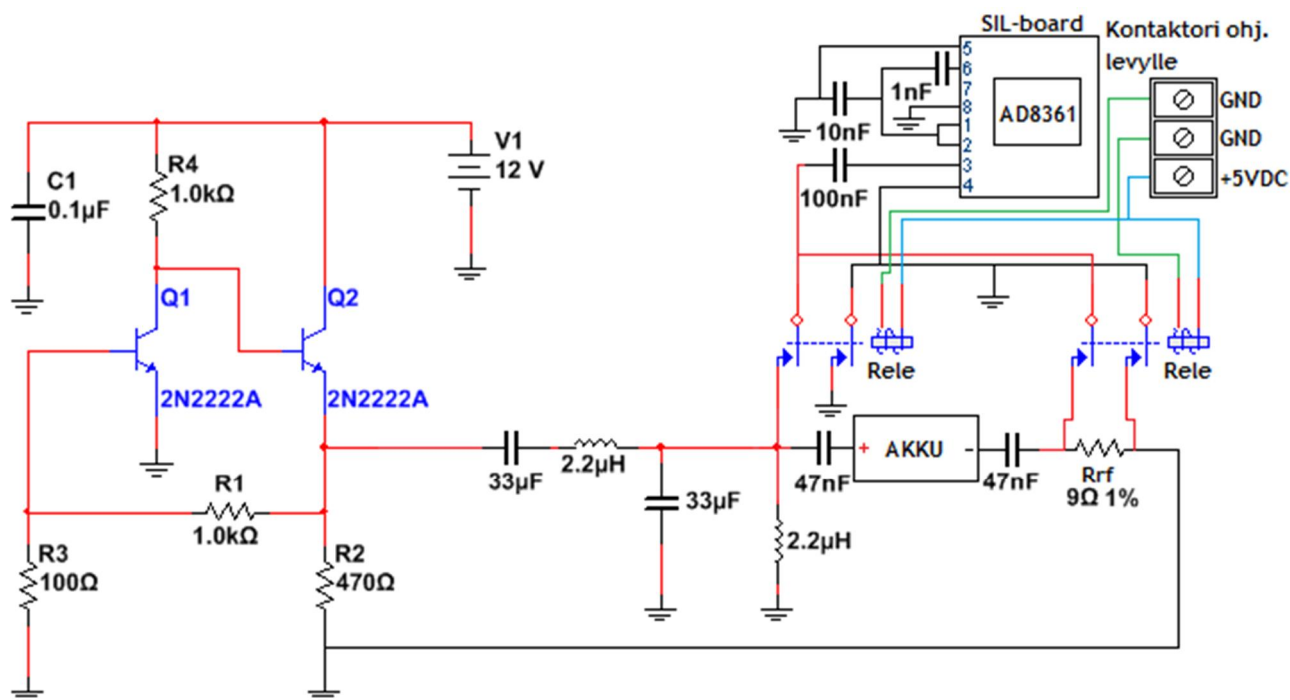 SIL-board
Kontaktori ohj.
levylle
5
6
7
8
1
2
3
4
AD8361
1nF
10nF
100nF
GND
GND
+5VDC
V1
12 V
R4
1.0kΩ
C1
0.1µF
Q1
2N2222A
Q2
2N2222A
Rele
Rele
33µF
2.2µH
33µF
47nF
+ AKKU -
47nF
Rrf
9Ω 1%
2.2µH
R1
1.0kΩ
R3
100Ω
R2
470Ω